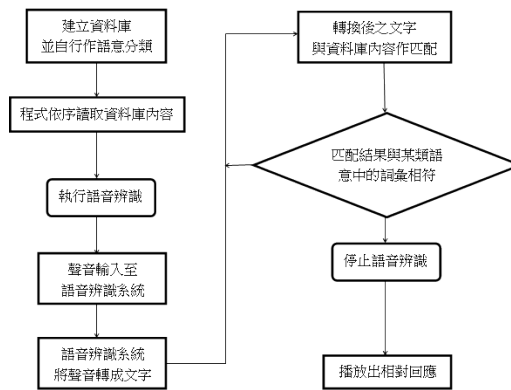 建立資料庫
並自行作語意分類
程式依序讀取資料庫內容
執行語音辨識
聲音輸入至
語音辨識系統
語音辨識系統
將聲音轉成文字
轉換後之文字
與資料庫內容作匹配
匹配結果與某類語
意中的詞彙相符
停止語音辨識
播放出相對回應